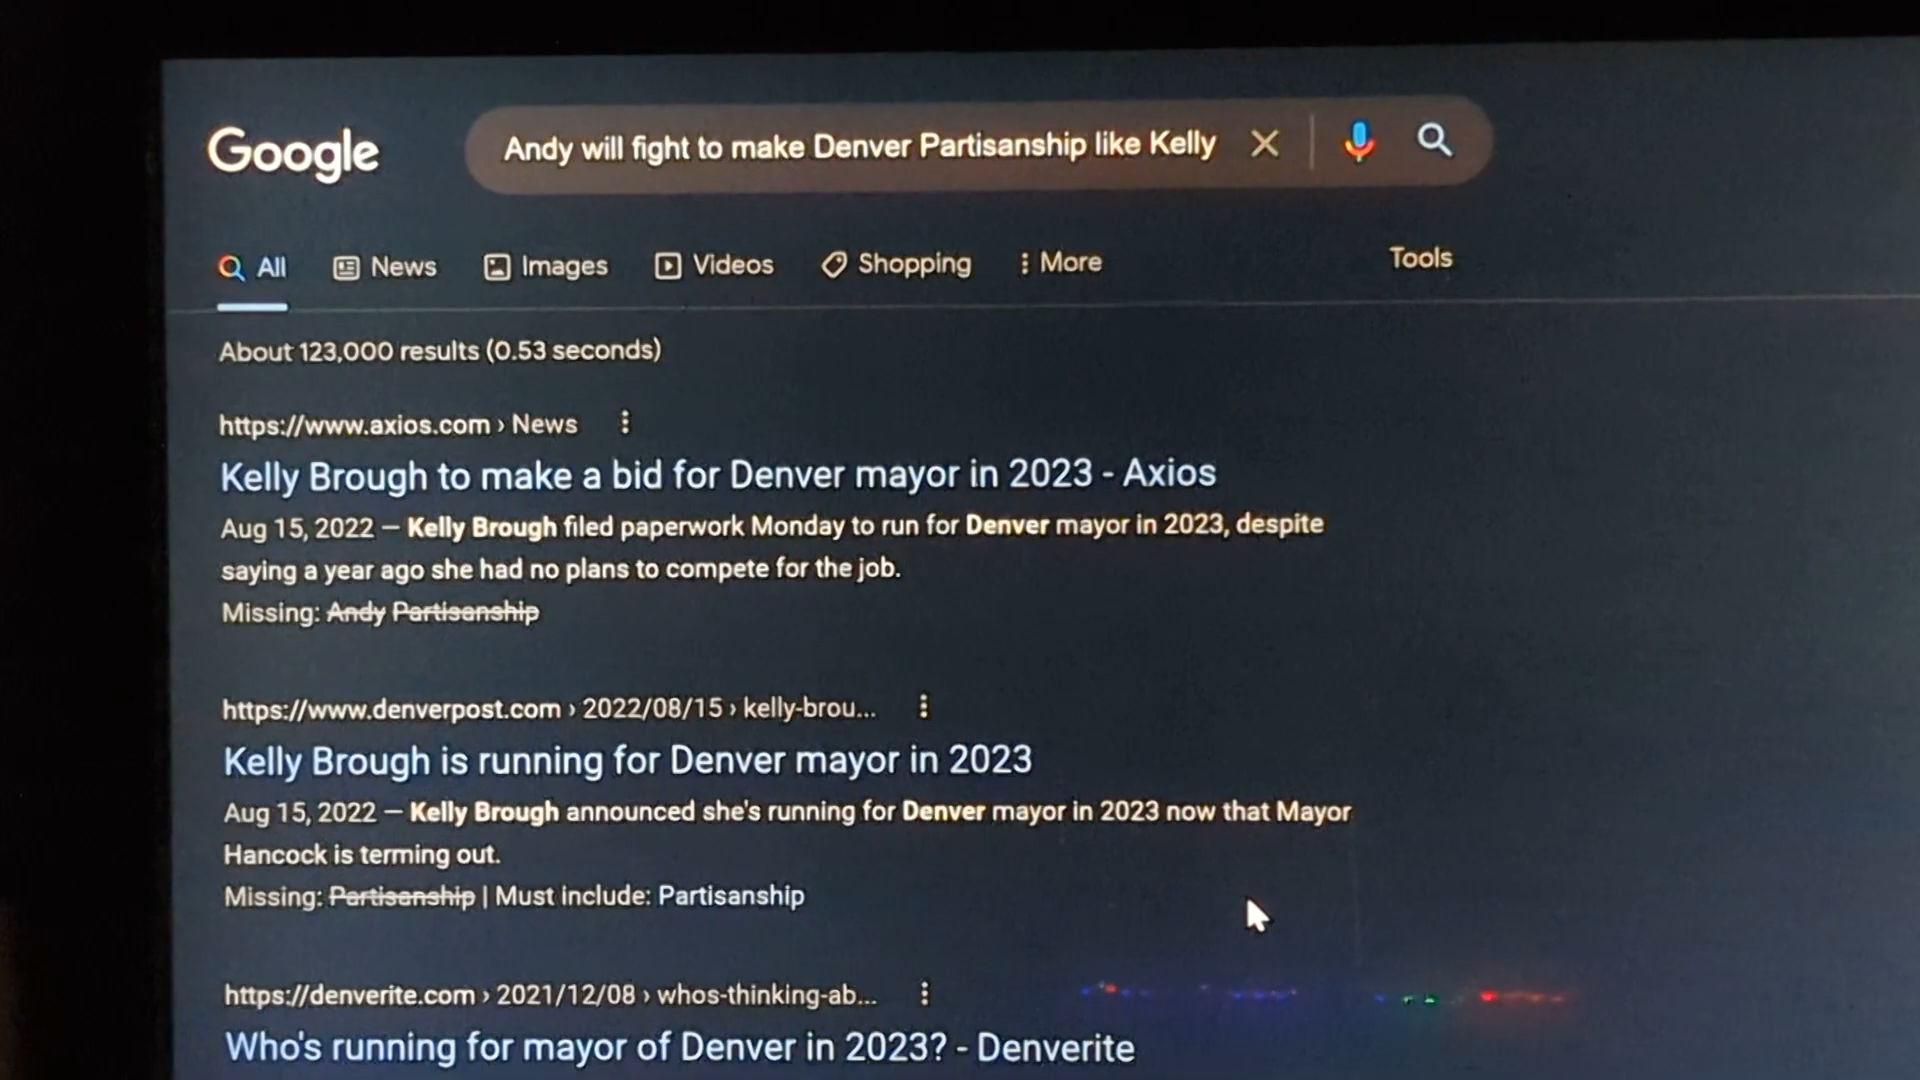 Google
Andy will fight to make Denver Partisanship like Kelly
All News Images Videos Shopping More Tools
About 123,000 results (0.53 seconds)
https://www.axios.com › News
Kelly Brough to make a bid for Denver mayor in 2023 - Axios
Aug 15, 2022 — Kelly Brough filed paperwork Monday to run for Denver mayor in 2023, despite
saying a year ago she had no plans to compete for the job.
Missing: Andy Partisanship
https://www.denverpost.com › 2022/08/15 › kelly-brou...
Kelly Brough is running for Denver mayor in 2023
Aug 15, 2022 — Kelly Brough announced she's running for Denver mayor in 2023 now that Mayor
Hancock is terming out.
Missing: Partisanship | Must include: Partisanship
https://denverite.com › 2021/12/08 › whos-thinking-ab...
Who's running for mayor of Denver in 2023? - Denverite